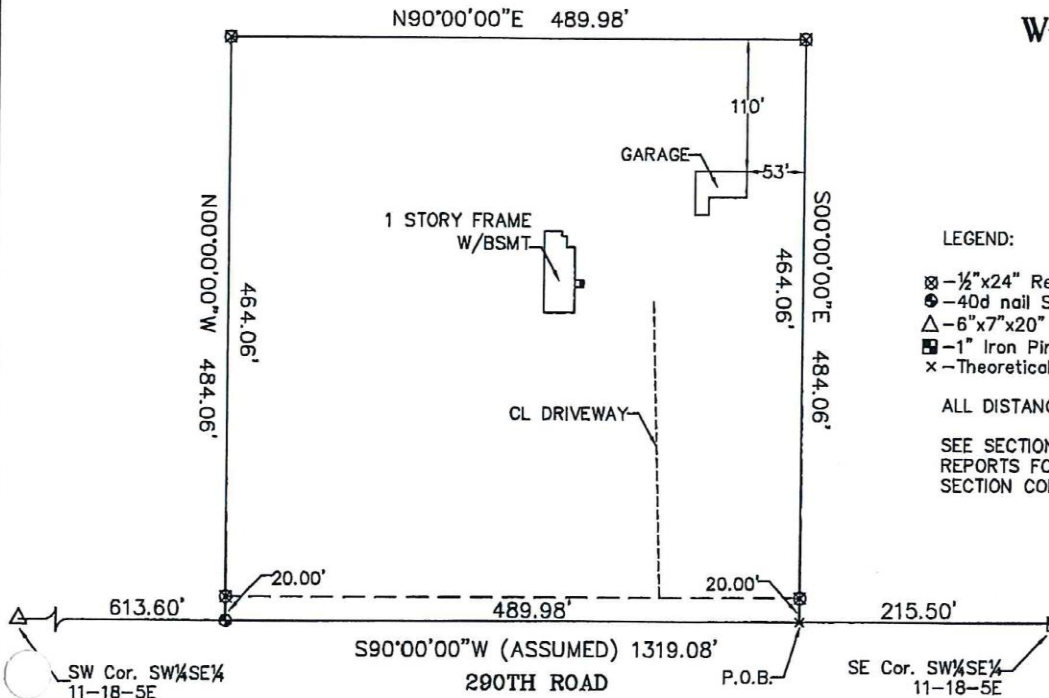 N90°00'00"E 489.98'
W
110'
GARAGE
53'
1 STORY FRAME
W/BSMT
N00°00'00"W 484.06'
464.06'
S00°00'00"E 484.06'
464.06'
LEGEND:
-½"x24" Re
-40d nail S
-6"x7"x20"
-1" Iron Pin
x -Theoretical
ALL DISTANC
SEE SECTION
REPORTS FO
SECTION CO
CL DRIVEWAY
20.00'
20.00'
613.60'
489.98'
215.50'
S90°00'00"W (ASSUMED) 1319.08'
290TH ROAD
P.O.B.
SW Cor. SW¼SE¼
11-18-5E
SE Cor. SW¼SE¼
11-18-5E